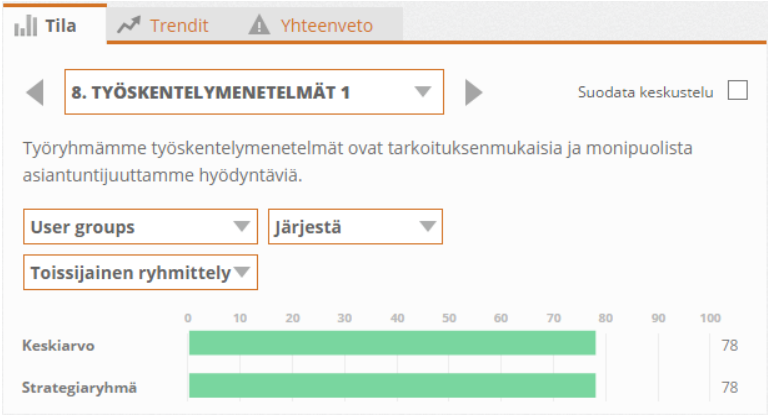 Tila Trendit Yhteenveto
8. TYÖSKENTELYMENETELMÄT 1 Suodata keskustelu
Työryhmämme työskentelymenetelmät ovat tarkoituksenmukaisia ja monipuolista
asiantuntijuuttamme hyödyntäviä.
User groups Järjestä
Toissijainen ryhmittely
0 10 20 30 40 50 60 70 80 90 100
Keskiarvo 78
Strategiaryhmä 78